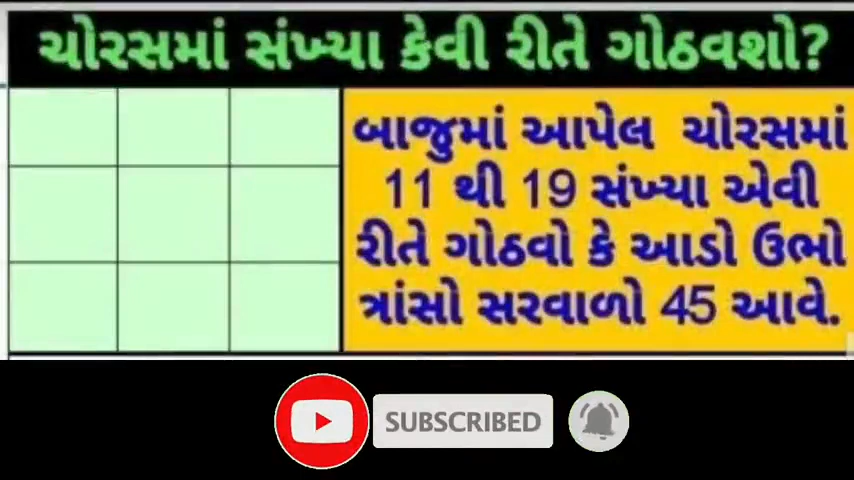 ચોરસમાં સંખ્યા કેવી રીતે ગોઠવશો?
બાજુમાં આપેલ ચોરસમાં
11 થી 19 સંખ્યા એવી
રીતે ગોઠવો કે આડો ઉભો
ત્રાંસો સરવાળો 45 આવે.
SUBSCRIBED